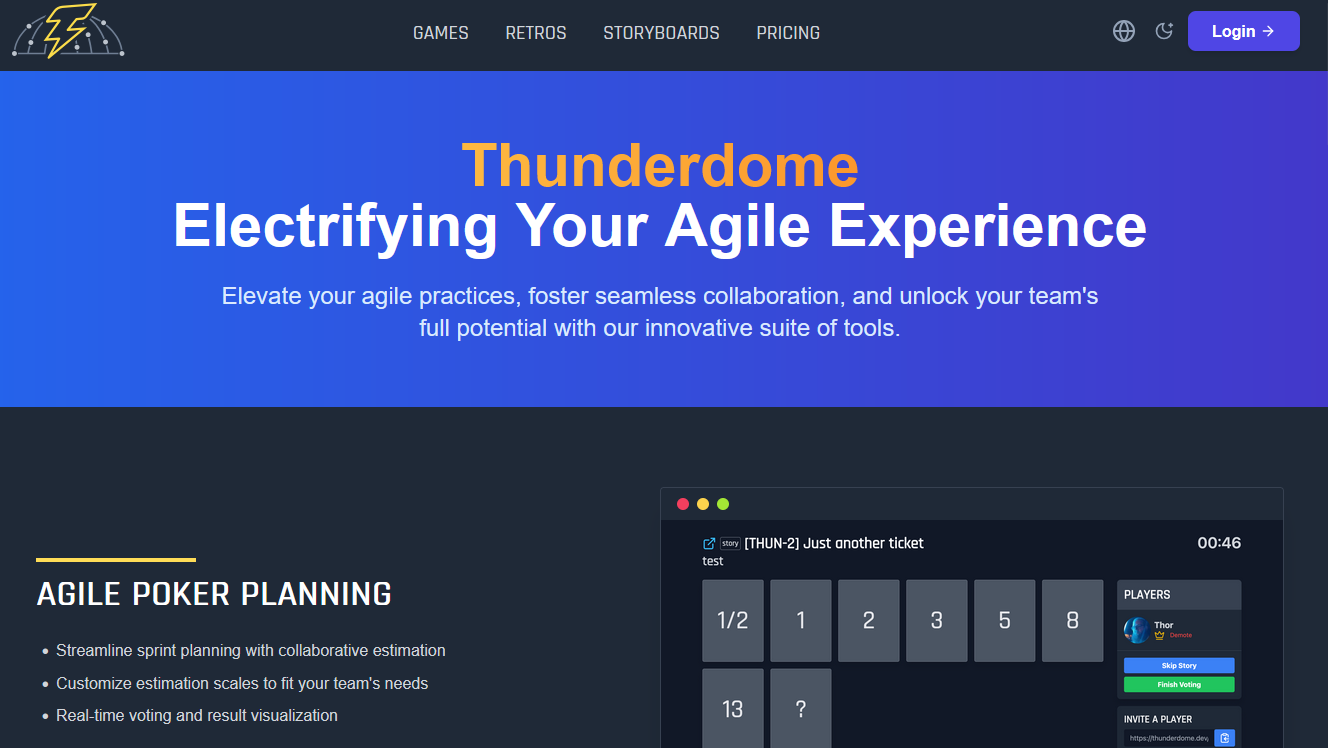 GAMES RETROS STORYBOARDS PRICING Login
Thunderdome
Electrifying Your Agile Experience
Elevate your agile practices, foster seamless collaboration, and unlock your team's
full potential with our innovative suite of tools.
AGILE POKER PLANNING
Streamline sprint planning with collaborative estimation
Customize estimation scales to fit your team's needs
Real-time voting and result visualization
story [THUN-2] Just another ticket 00:46
test
1/2 1 2 3 5 8
13 ?
PLAYERS
Thor
Demote
Skip Story
Finish Voting
INVITE A PLAYER
https://thunderdome.dev/